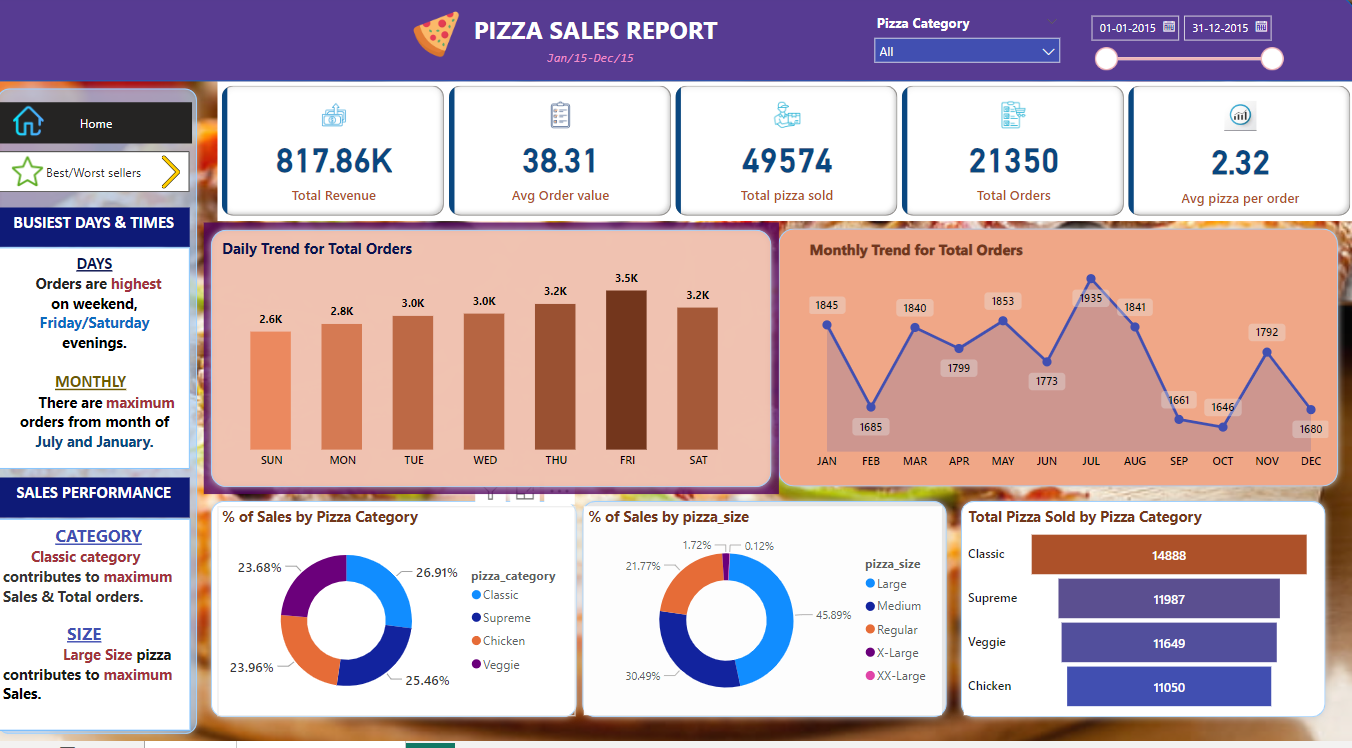 PIZZA SALES REPORT
Jan/15-Dec/15
Pizza Category
All
01-01-2015
31-12-2015
Home
Best/Worst sellers
BUSIEST DAYS & TIMES
DAYS
Orders are highest
on weekend,
Friday/Saturday
evenings.
MONTHLY
There are maximum
orders from month of
July and January.
SALES PERFORMANCE
CATEGORY
Classic category
contributes to maximum
Sales & Total orders.
SIZE
Large Size pizza
contributes to maximum
Sales.
817.86K
Total Revenue
38.31
Avg Order value
49574
Total pizza sold
21350
Total Orders
2.32
Avg pizza per order
Daily Trend for Total Orders
2.6K
2.8K
3.0K
3.0K
3.2K
3.5K
3.2K
SUN MON TUE WED THU FRI SAT
Monthly Trend for Total Orders
1845
1685
1840
1799
1853
1773
1935
1841
1661
1646
1792
1680
JAN FEB MAR APR MAY JUN JUL AUG SEP OCT NOV DEC
% of Sales by Pizza Category
26.91%
25.46%
23.96%
23.68%
pizza_category
Classic
Supreme
Chicken
Veggie
% of Sales by pizza_size
1.72%
0.12%
21.77%
45.89%
30.49%
pizza_size
Large
Medium
Regular
X-Large
XX-Large
Total Pizza Sold by Pizza Category
Classic 14888
Supreme 11987
Veggie 11649
Chicken 11050